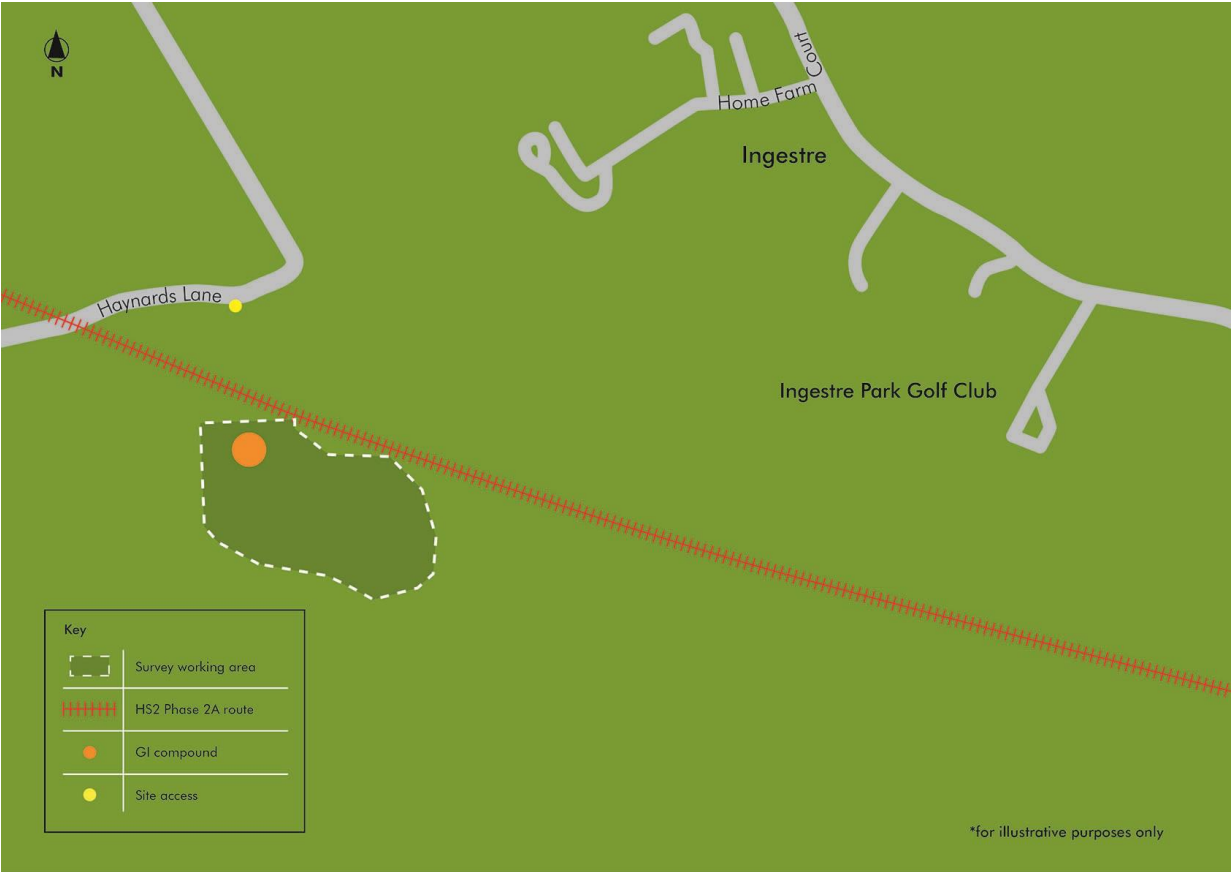 N
Home Farm Court
Ingestre
Haynards Lane
Ingestre Park Golf Club
Key
Survey working area
HS2 Phase 2A route
GI compound
Site access
*for illustrative purposes only